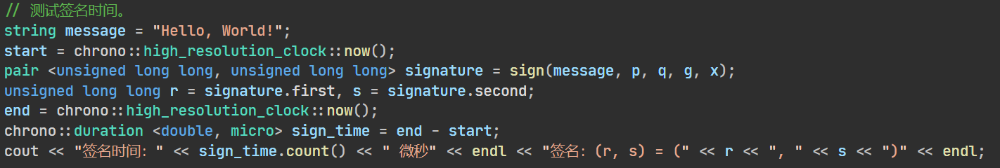 // 测试签名时间。
string message = "Hello, World!";
start = chrono::high_resolution_clock::now();
pair <unsigned long long, unsigned long long> signature = sign(message, p, q, g, x);
unsigned long long r = signature.first, s = signature.second;
end = chrono::high_resolution_clock::now();
chrono::duration <double, micro> sign_time = end - start;
cout << "签名时间: " << sign_time.count() << " 微秒" << endl << "签名: (r, s) = (" << r << ", " << s << ")" << endl;